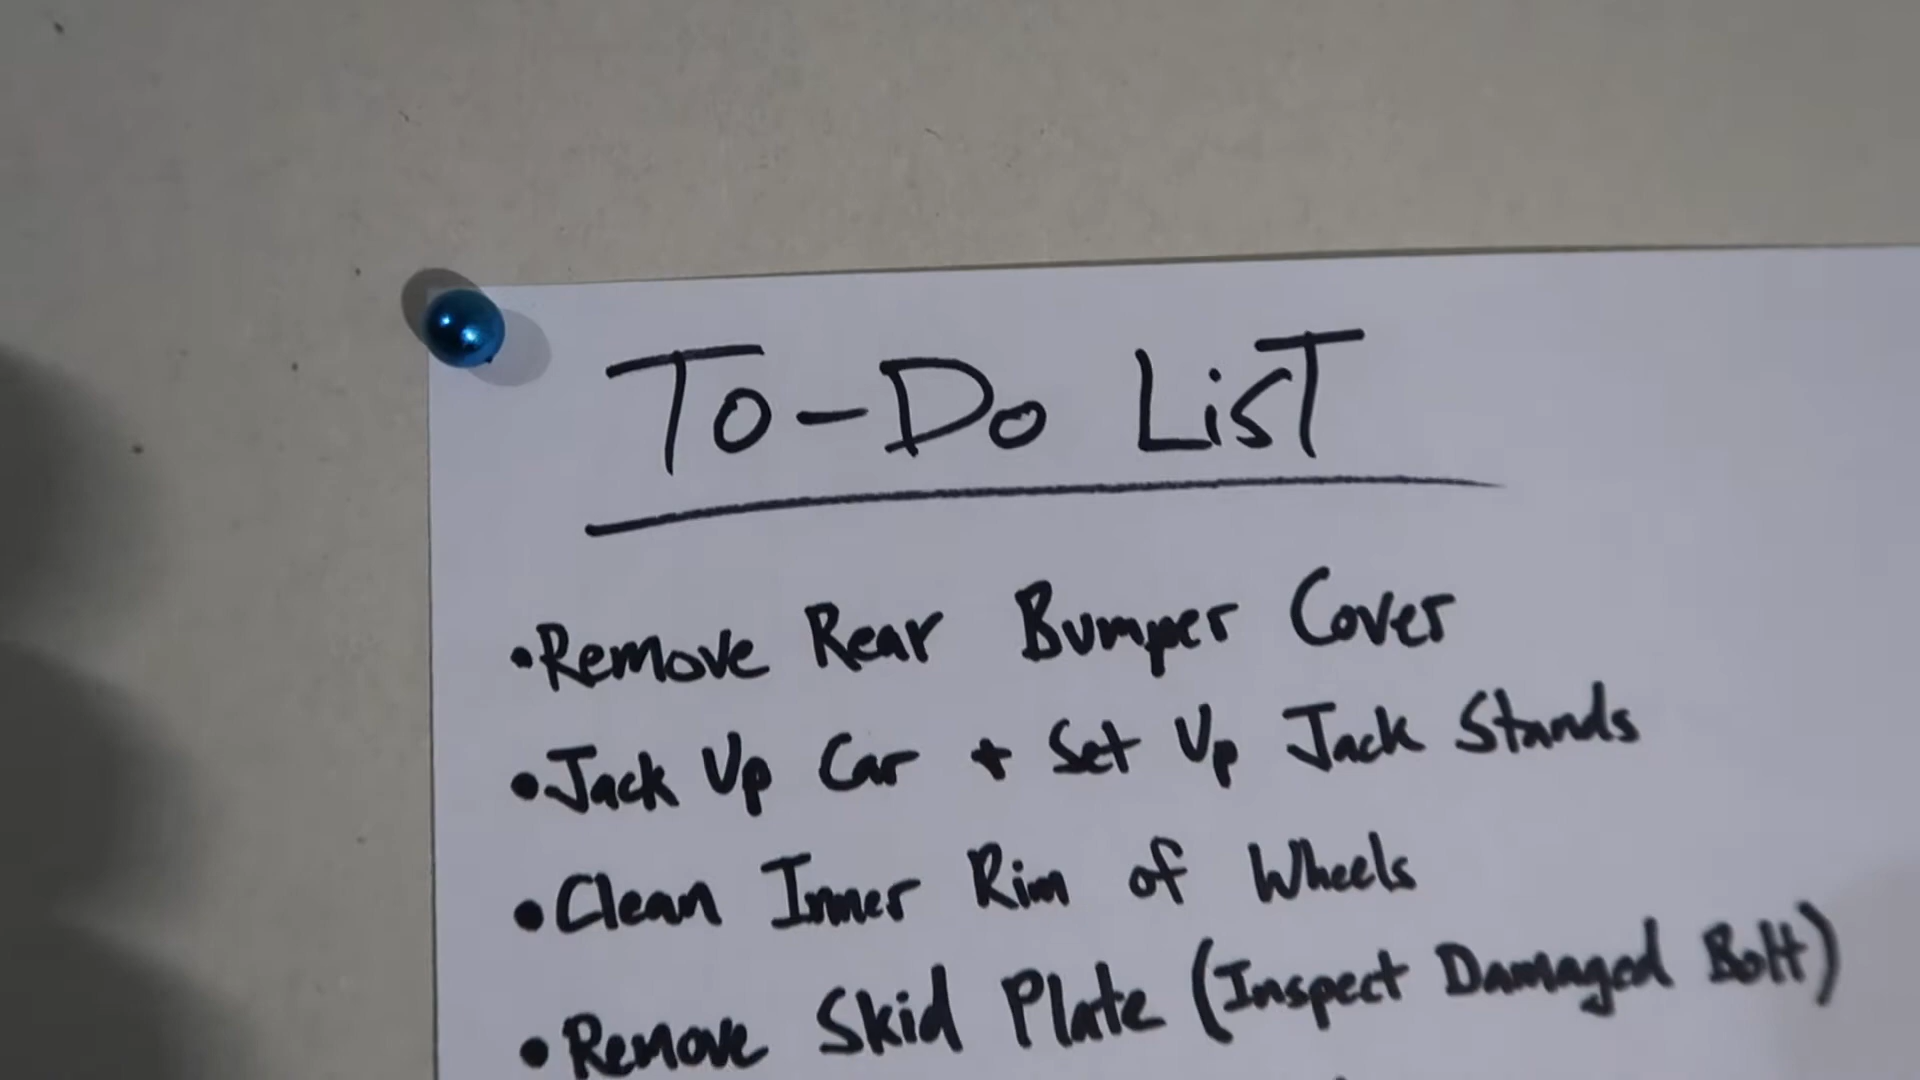 To-Do List
•Remove Rear Bumper Cover
•Jack Up Car + Set Up Jack Stands
•Clean Inner Rim of Wheels
•Remove Skid Plate (Inspect Damaged Bolt)